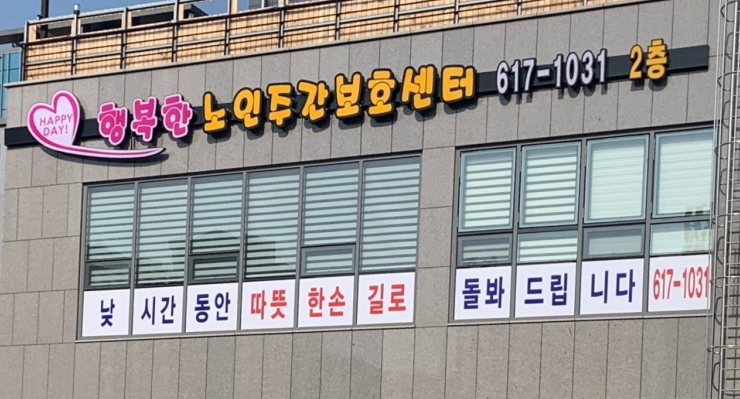 HAPPY
DAY!
행복한 노인주간보호센터 617-1031 2층
낮 시간 동안 따뜻 한손 길로 돌봐 드립 니다 617-1031